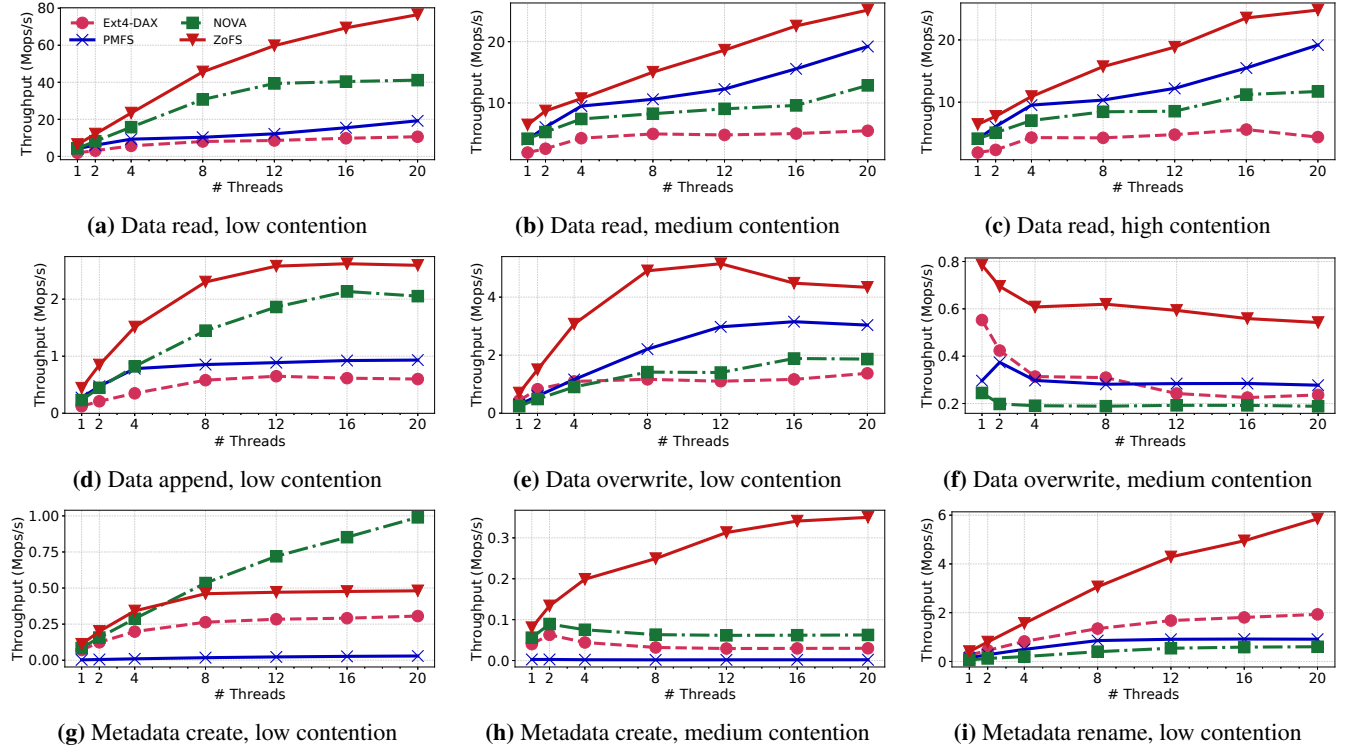 Ext4-DAX
PMFS
NOVA
ZoFS
Throughput (Mops/s)
80
60
40
20
0
1 2 4 8 12 16 20
# Threads
(a) Data read, low contention
Throughput (Mops/s)
20
10
1 2 4 8 12 16 20
# Threads
(b) Data read, medium contention
Throughput (Mops/s)
20
10
1 2 4 8 12 16 20
# Threads
(c) Data read, high contention
Throughput (Mops/s)
2
1
0
1 2 4 8 12 16 20
# Threads
(d) Data append, low contention
Throughput (Mops/s)
4
2
0
1 2 4 8 12 16 20
# Threads
(e) Data overwrite, low contention
Throughput (Mops/s)
0.8
0.6
0.4
0.2
1 2 4 8 12 16 20
# Threads
(f) Data overwrite, medium contention
Throughput (Mops/s)
1.00
0.75
0.50
0.25
0.00
1 2 4 8 12 16 20
# Threads
(g) Metadata create, low contention
Throughput (Mops/s)
0.3
0.2
0.1
0.0
1 2 4 8 12 16 20
# Threads
(h) Metadata create, medium contention
Throughput (Mops/s)
6
4
2
0
1 2 4 8 12 16 20
# Threads
(i) Metadata rename, low contention